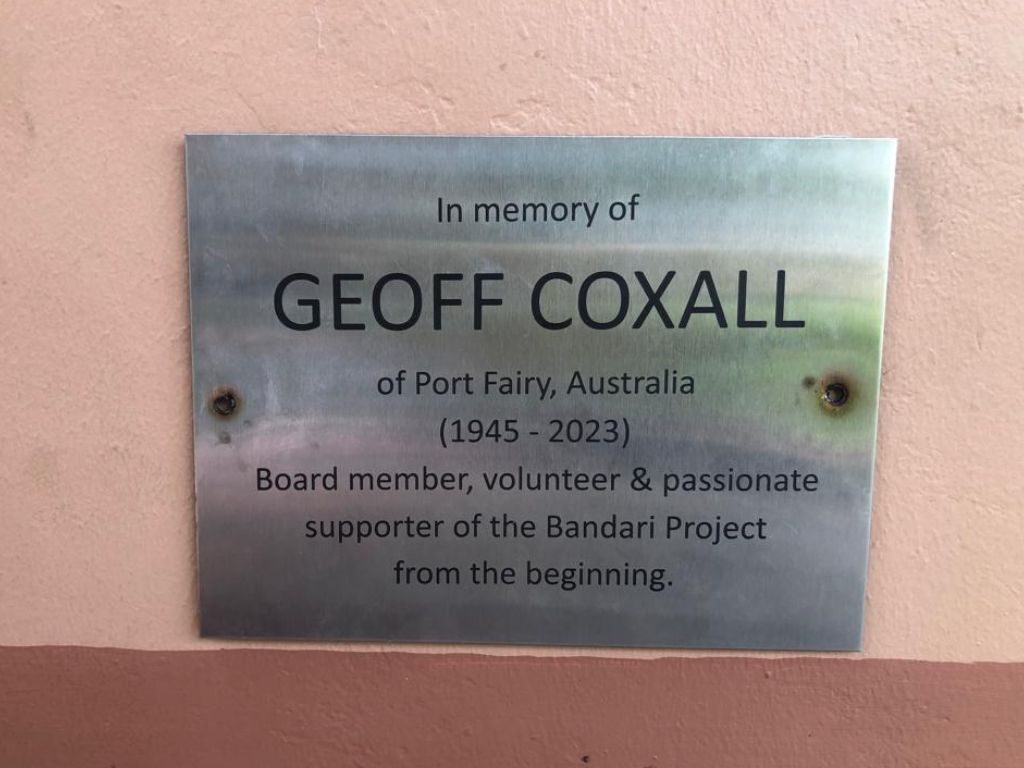 In memory of
GEOFF COXALL
of Port Fairy, Australia
(1945 - 2023)
Board member, volunteer & passionate
supporter of the Bandari Project
from the beginning.